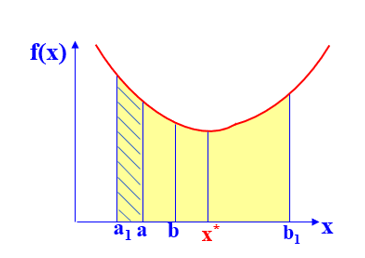 f(x)
a₁ a b x* b₁ x